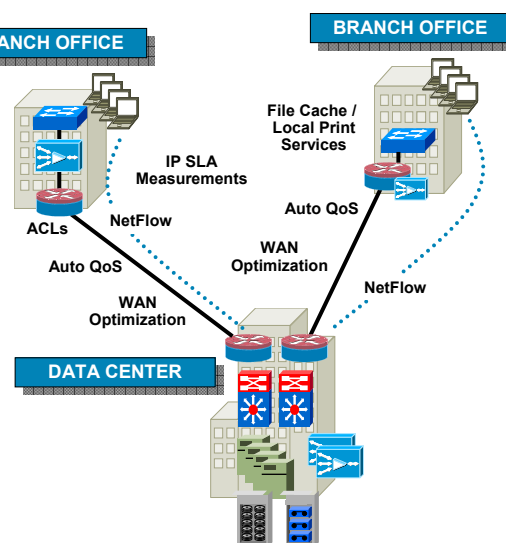 ANCH OFFICE
BRANCH OFFICE
File Cache /
Local Print
Services
IP SLA
Measurements
NetFlow
ACLs
Auto QoS
Auto QoS
WAN
Optimization
WAN
Optimization
NetFlow
DATA CENTER